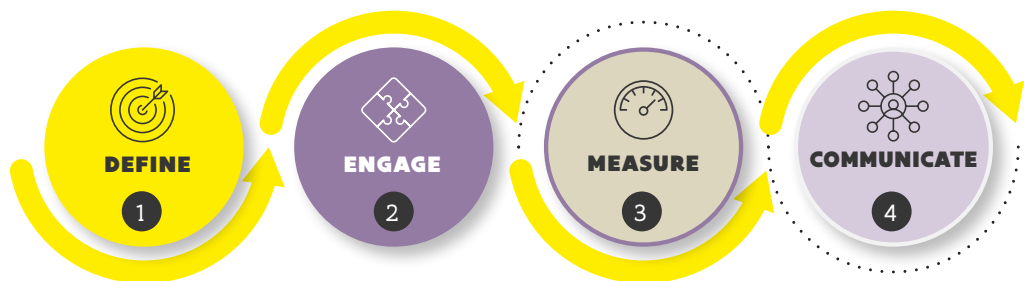 DEFINE
1
ENGAGE
2
MEASURE
3
COMMUNICATE
4